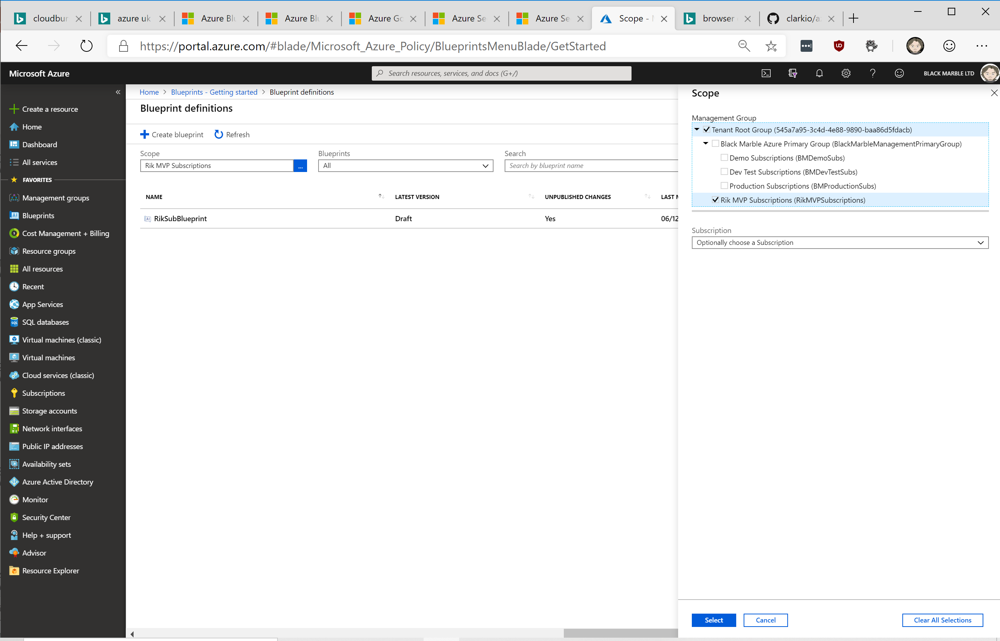 cloudbur
azure uk
Azure Blu
Azure Blu
Azure Go
Azure Se
Azure Se
Scope -
browser
clarkio/a
https://portal.azure.com/#blade/Microsoft_Azure_Policy/BlueprintsMenuBlade/GetStarted
Microsoft Azure
Search resources, services, and docs (G+/)
BLACK MARBLE LTD
Create a resource
Home
Dashboard
All services
FAVORITES
Management groups
Blueprints
Cost Management + Billing
Resource groups
All resources
Recent
App Services
SQL databases
Virtual machines (classic)
Virtual machines
Cloud services (classic)
Subscriptions
Storage accounts
Network interfaces
Public IP addresses
Availability sets
Azure Active Directory
Monitor
Security Center
Help + support
Advisor
Resource Explorer
Home > Blueprints - Getting started > Blueprint definitions
Blueprint definitions
Create blueprint
Refresh
Scope
Rik MVP Subscriptions
...
Blueprints
All
Search
Search by blueprint name
NAME
LATEST VERSION
UNPUBLISHED CHANGES
LAST M
RikSubBlueprint
Draft
Yes
06/12
Scope
Management Group
Tenant Root Group (545a7a95-3c4d-4e88-9890-baa86d5fdacb)
Black Marble Azure Primary Group (BlackMarbleManagementPrimaryGroup)
Demo Subscriptions (BMDemoSubs)
Dev Test Subscriptions (BMDevTestSubs)
Production Subscriptions (BMProductionSubs)
Rik MVP Subscriptions (RikMVPSubscriptions)
Subscription
Optionally choose a Subscription
Select
Cancel
Clear All Selections